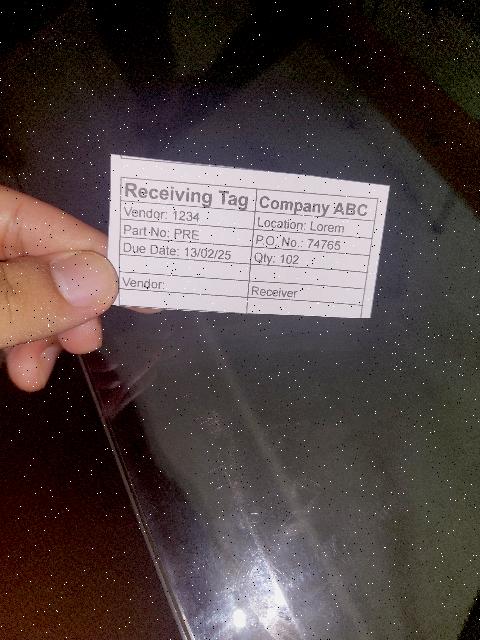 Receiving Tag Company ABC
Vendor: 1234 Location: Lorem
Part No: PRE P.O. No.: 74765
Due Date: 13/02/25 Qty: 102
Vendor: Receiver